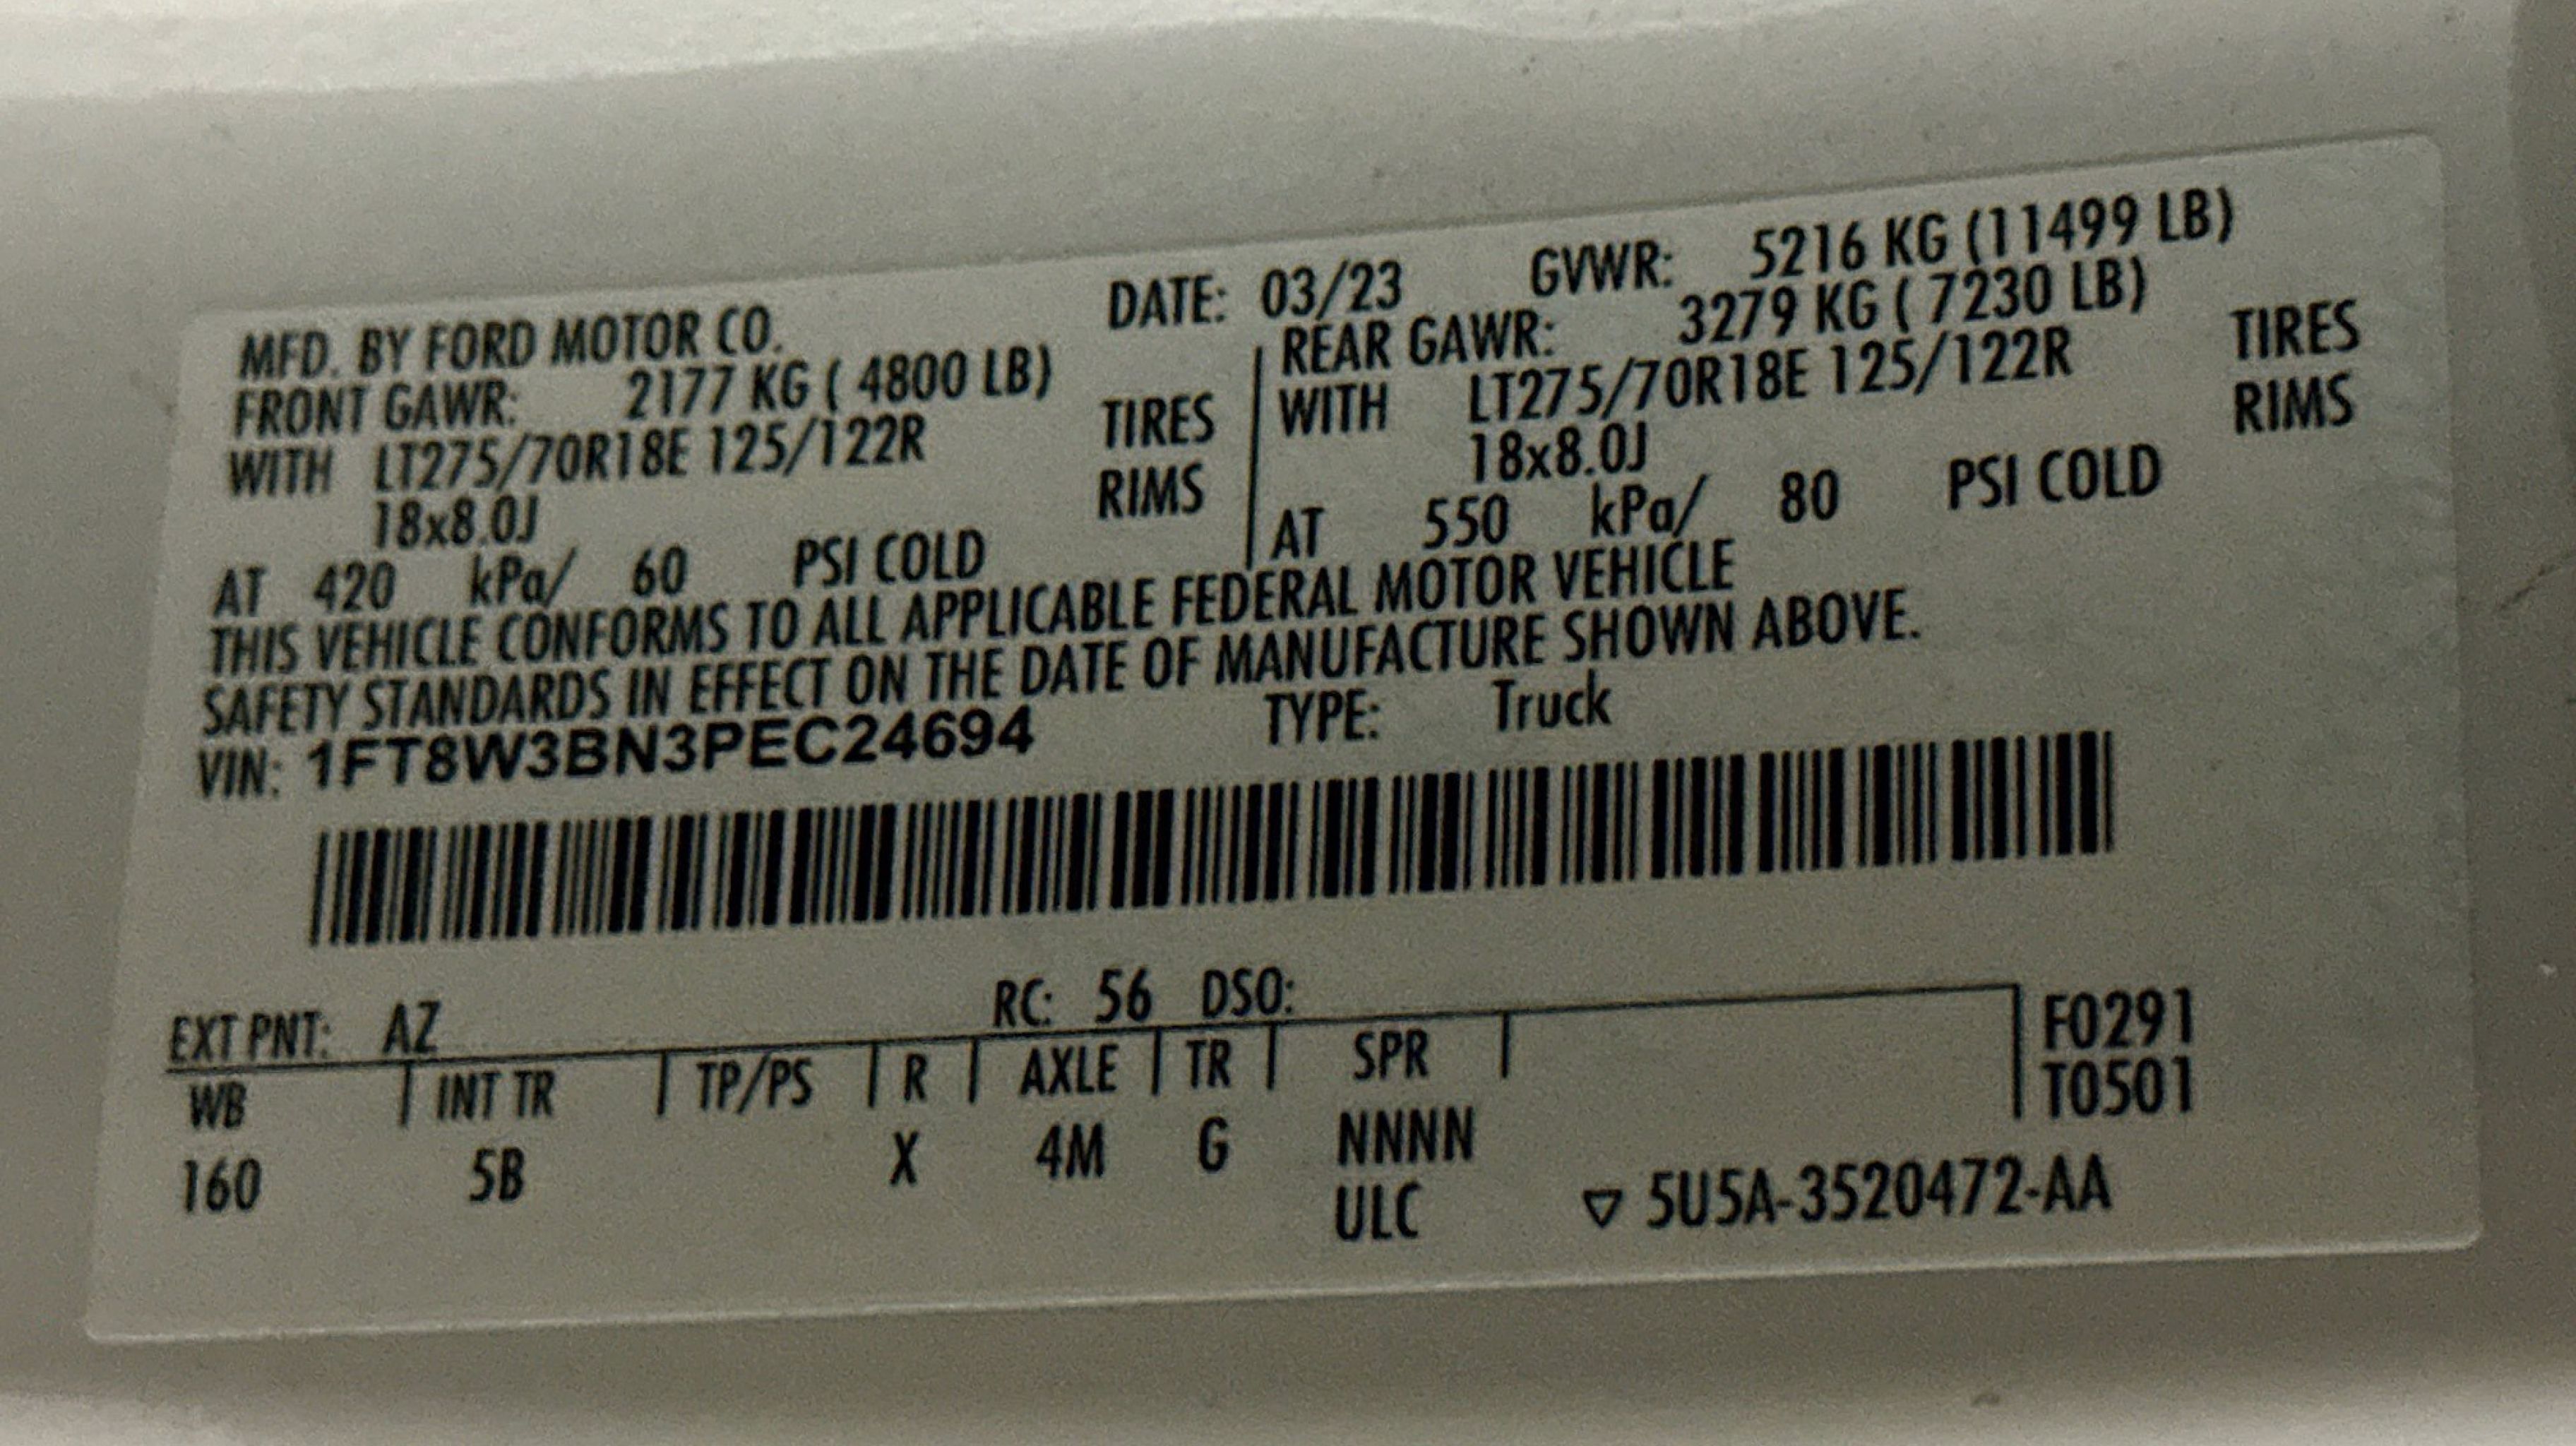 MFD. BY FORD MOTOR CO. DATE: 03/23 GVWR: 5216 KG (11499 LB)
FRONT GAWR: 2177 KG ( 4800 LB) REAR GAWR: 3279 KG ( 7230 LB)
WITH LT275/70R18E 125/122R TIRES WITH LT275/70R18E 125/122R TIRES
18x8.0J RIMS 18x8.0J RIMS
AT 420 kPa/ 60 PSI COLD AT 550 kPa/ 80 PSI COLD
THIS VEHICLE CONFORMS TO ALL APPLICABLE FEDERAL MOTOR VEHICLE
SAFETY STANDARDS IN EFFECT ON THE DATE OF MANUFACTURE SHOWN ABOVE.
VIN: 1FT8W3BN3PEC24694 TYPE: Truck
EXT PNT: AZ RC: 56 DSO:
WB INT TR TP/PS R AXLE TR SPR F0291
T0501
160 5B X 4M G NNNN
ULC ▽ 5U5A-3520472-AA